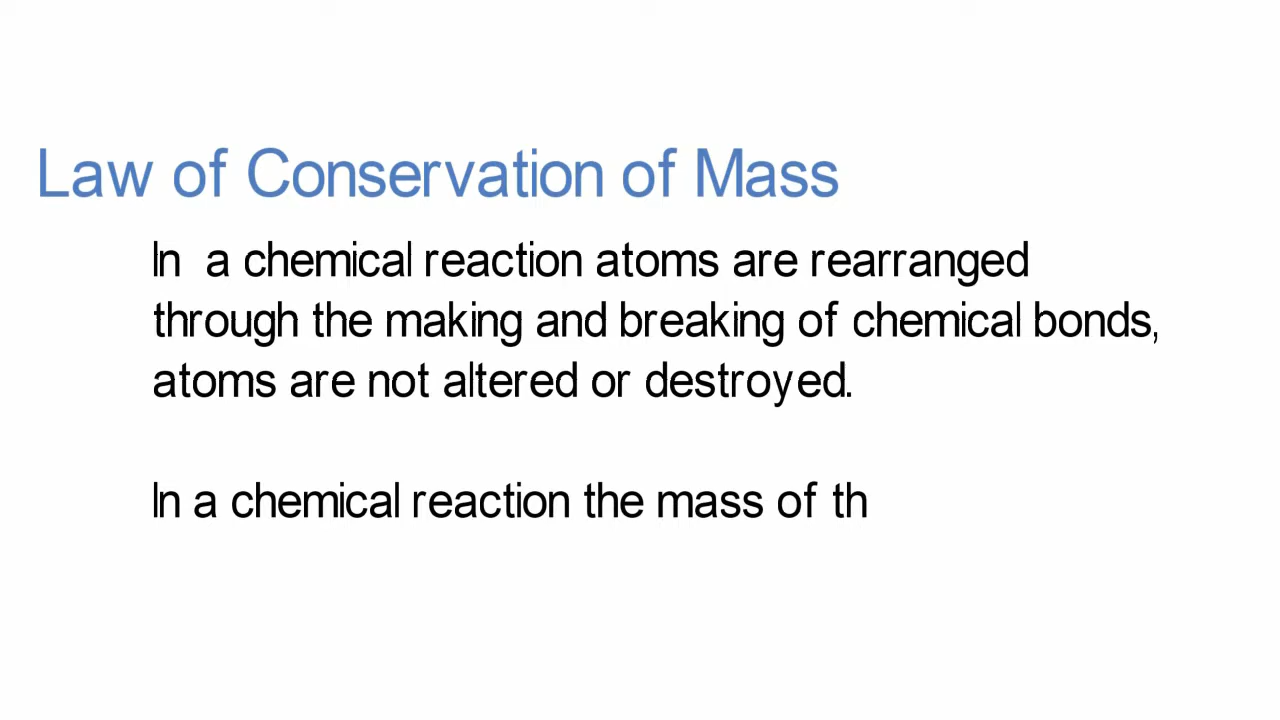 Law of Conservation of Mass
In a chemical reaction atoms are rearranged
through the making and breaking of chemical bonds,
atoms are not altered or destroyed.
In a chemical reaction the mass of th